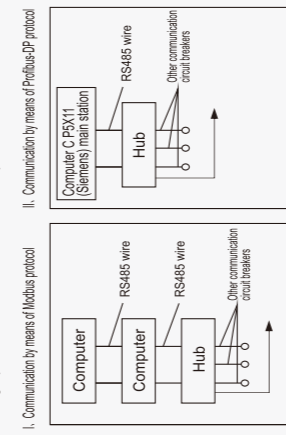 I. Communication by means of Modbus protocol
Computer
RS485 wire
Computer
RS485 wire
Hub
Other communication
circuit breakers
II. Communication by means of Profibus-DP protocol
Computer C P5X11
(Siemens) main station
RS485 wire
Hub
Other communication
circuit breakers